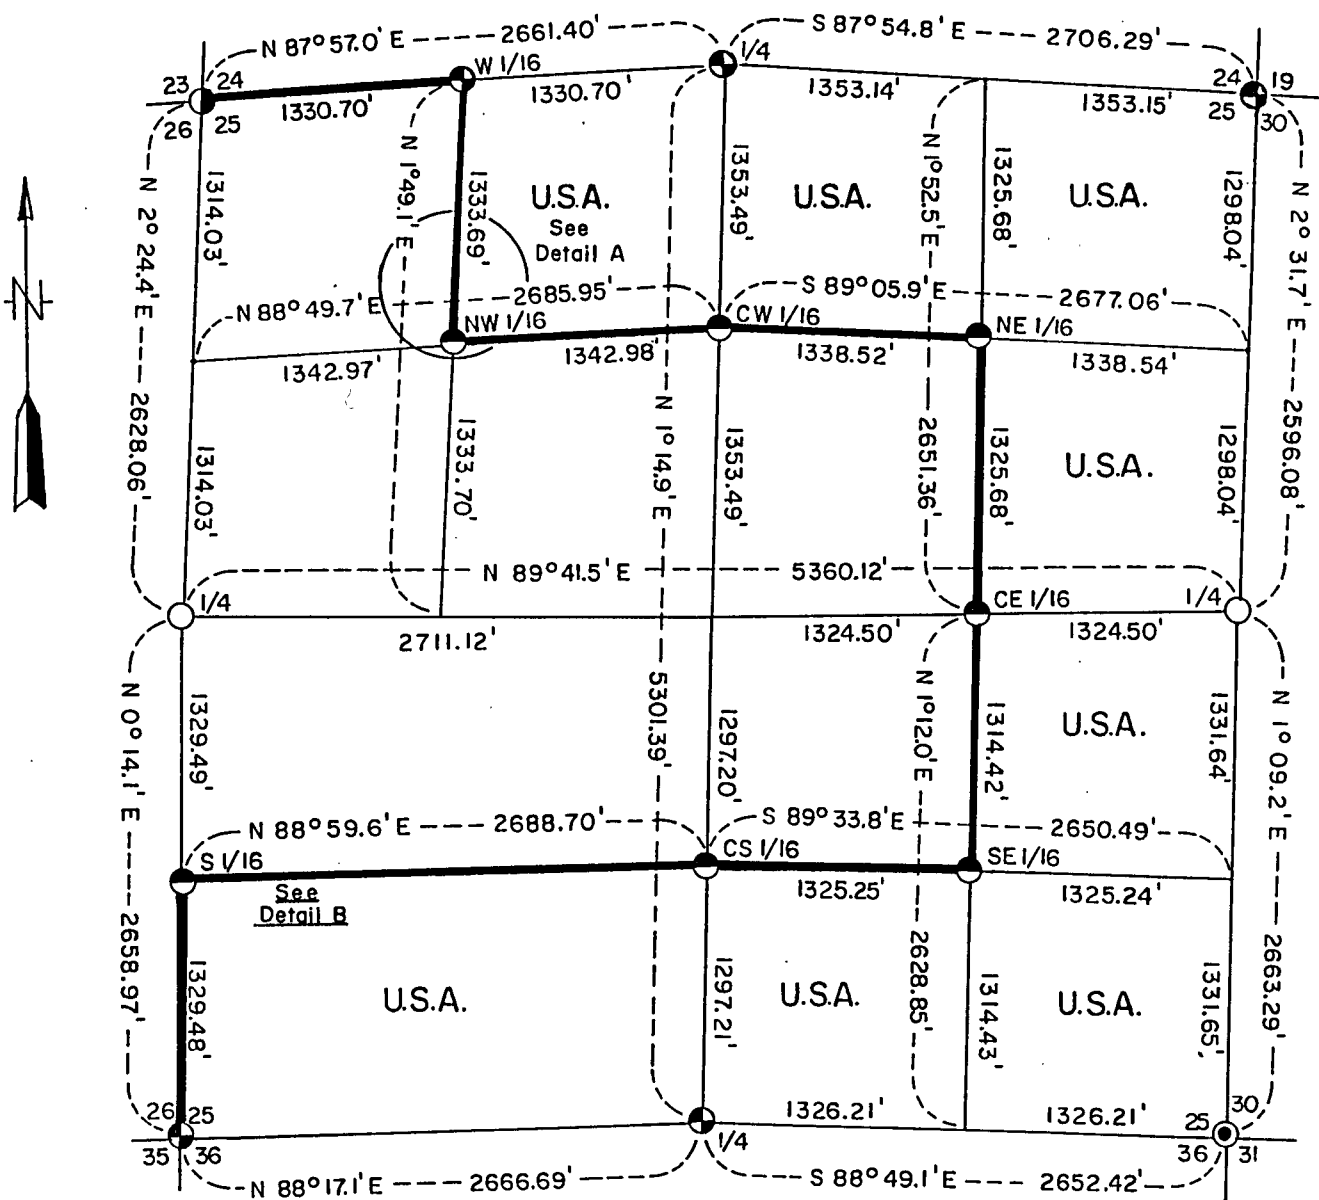 N 87° 57.0' E 2661.40'
S 87° 54.8' E 2706.29'
23 24
26 25
W 1/16
1/4
24 19
25 30
1330.70'
1330.70'
1353.14'
1353.15'
N 2° 24.4' E 2628.06'
1314.03'
N 1° 49.1' E
1333.69'
U.S.A.
See
Detail A
1353.49'
U.S.A.
N 1° 52.5' E 2651.36'
1325.68'
U.S.A.
1298.04'
N 2° 31.7' E 2596.08'
N
N 88° 49.7' E 2685.95'
S 89° 05.9' E 2677.06'
NW 1/16
CW 1/16
NE 1/16
1342.97'
1342.98'
1338.52'
1338.54'
1314.03'
1333.70'
N 1° 14.9' E 5301.39'
1353.49'
1325.68'
U.S.A.
1298.04'
N 89° 41.5' E 5360.12'
1/4
CE 1/16
1/4
2711.12'
1324.50'
1324.50'
N 0° 14.1' E 2658.97'
1329.49'
1297.20'
N 1° 12.0' E 2628.85'
1314.42'
U.S.A.
1331.64'
N 1° 09.2' E 2663.29'
N 88° 59.6' E 2688.70'
S 89° 33.8' E 2650.49'
S 1/16
CS 1/16
SE 1/16
See
Detail B
1325.25'
1325.24'
1329.48'
U.S.A.
1297.21'
U.S.A.
1314.43'
U.S.A.
1331.65'
26 25
35 36
1/4
1326.21'
1326.21'
30
25
36 31
N 88° 17.1' E 2666.69'
S 88° 49.1' E 2652.42'